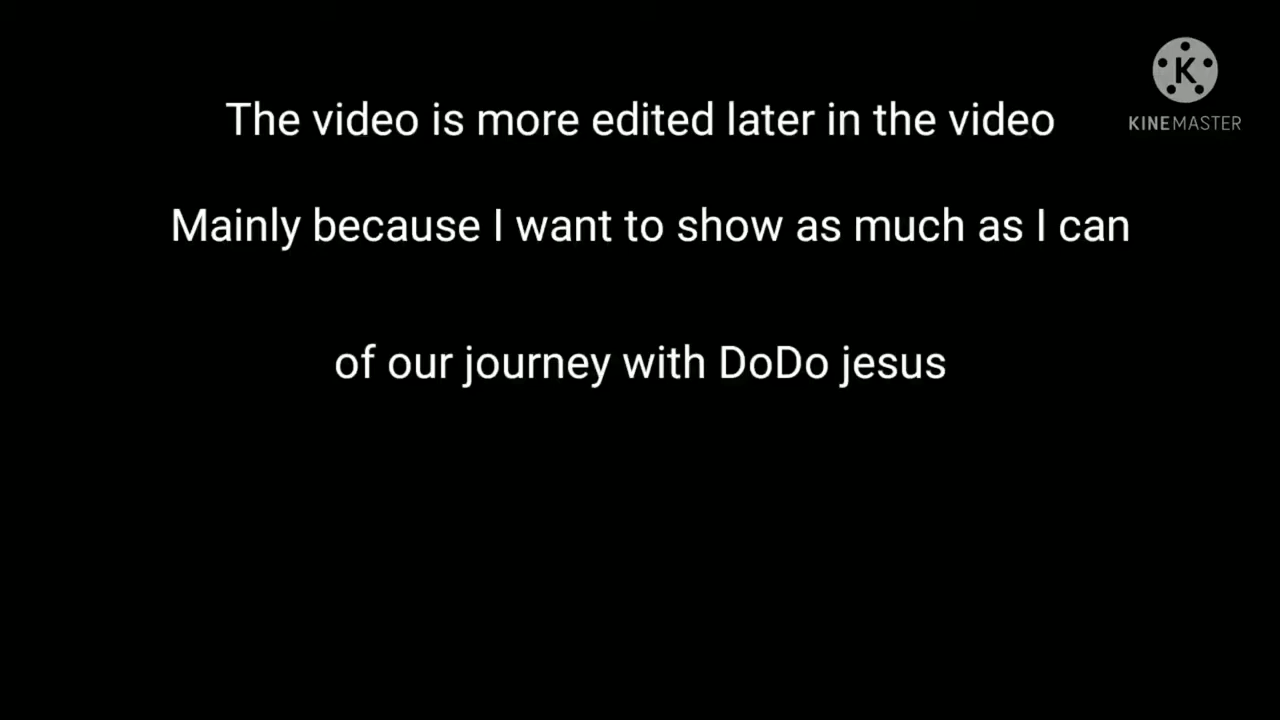 The video is more edited later in the video
K
KINEMASTER
Mainly because I want to show as much as I can
of our journey with DoDo jesus